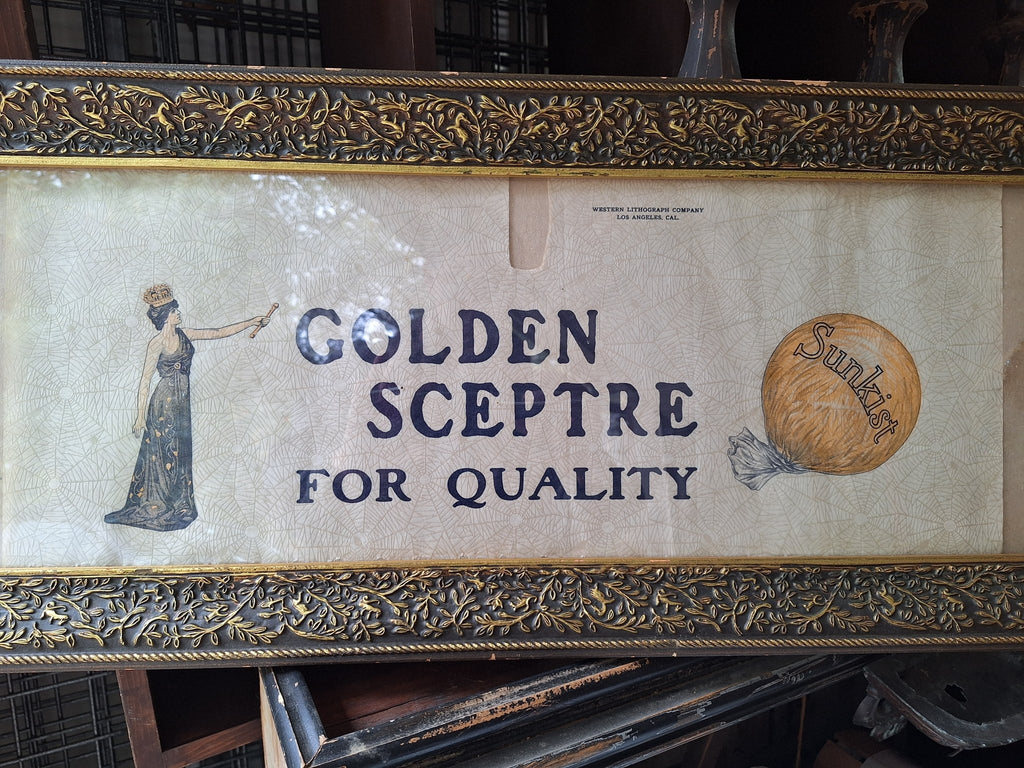 WESTERN LITHOGRAPH COMPANY
LOS ANGELES, CAL.
GOLDEN
SCEPTRE
FOR QUALITY
Sunkist